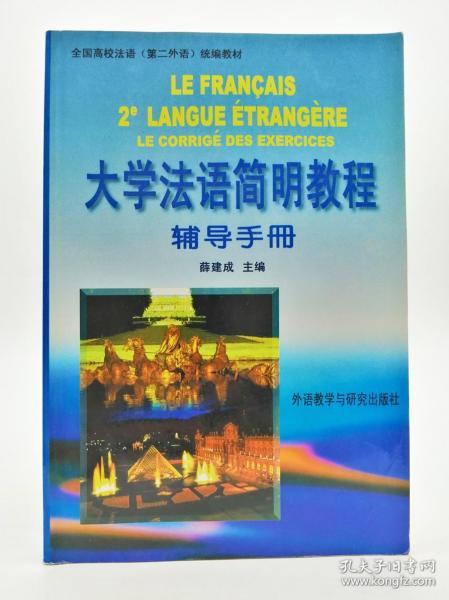 全国高校法语（第二外语）统编教材
LE FRANÇAIS
2e LANGUE ÉTRANGÈRE
LE CORRIGÉ DES EXERCICES
大学法语简明教程
辅导手册
薛建成 主编
外语教学与研究出版社
孔夫子旧书网
www.kongfz.com